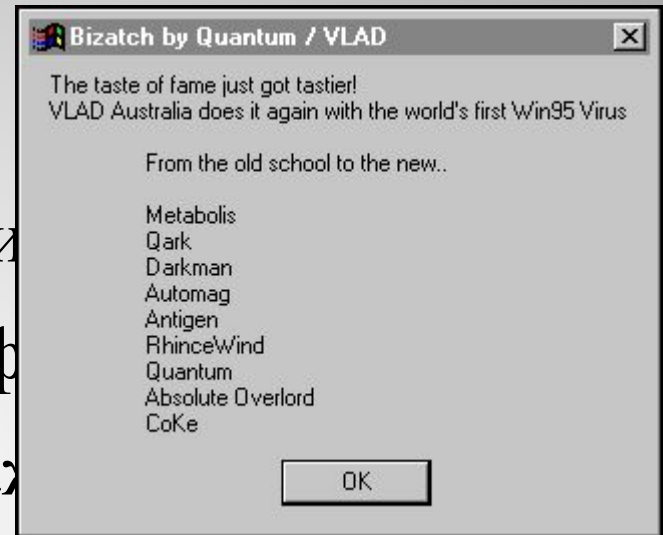 Bizatch by Quantum / VLAD
The taste of fame just got tastier!
VLAD Australia does it again with the world's first Win95 Virus
From the old school to the new..
Metabolis
Qark
Darkman
Automag
Antigen
RhinceWind
Quantum
Absolute Overlord
CoKe
OK